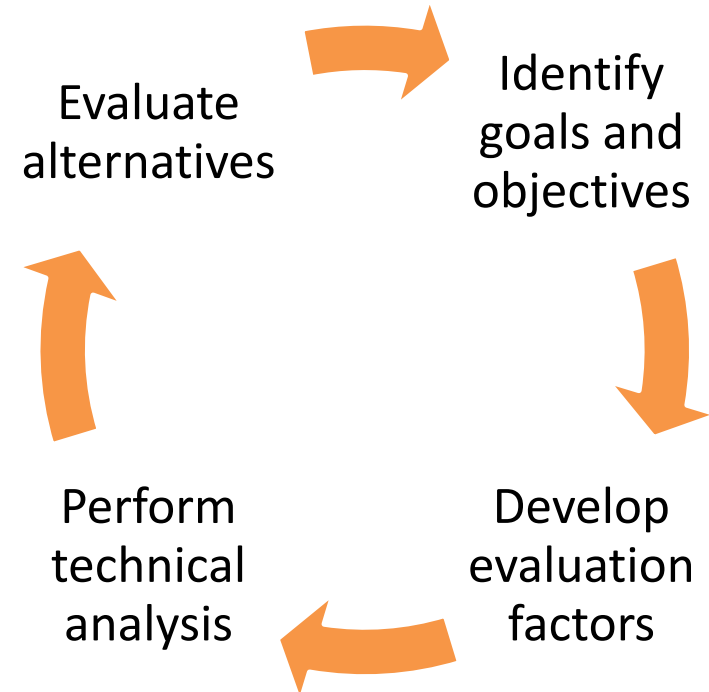 Evaluate
alternatives
Identify
goals and
objectives
Develop
evaluation
factors
Perform
technical
analysis